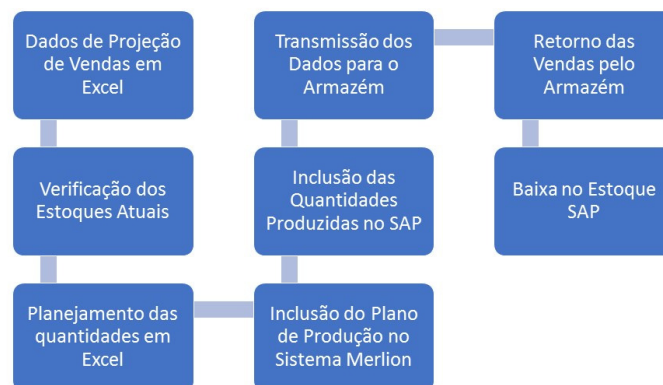 Dados de Projeção
de Vendas em
Excel
Verificação dos
Estoques Atuais
Planejamento das
quantidades em
Excel
Inclusão do Plano
de Produção no
Sistema Merlion
Inclusão das
Quantidades
Produzidas no SAP
Transmissão dos
Dados para o
Armazém
Retorno das
Vendas pelo
Armazém
Baixa no Estoque
SAP